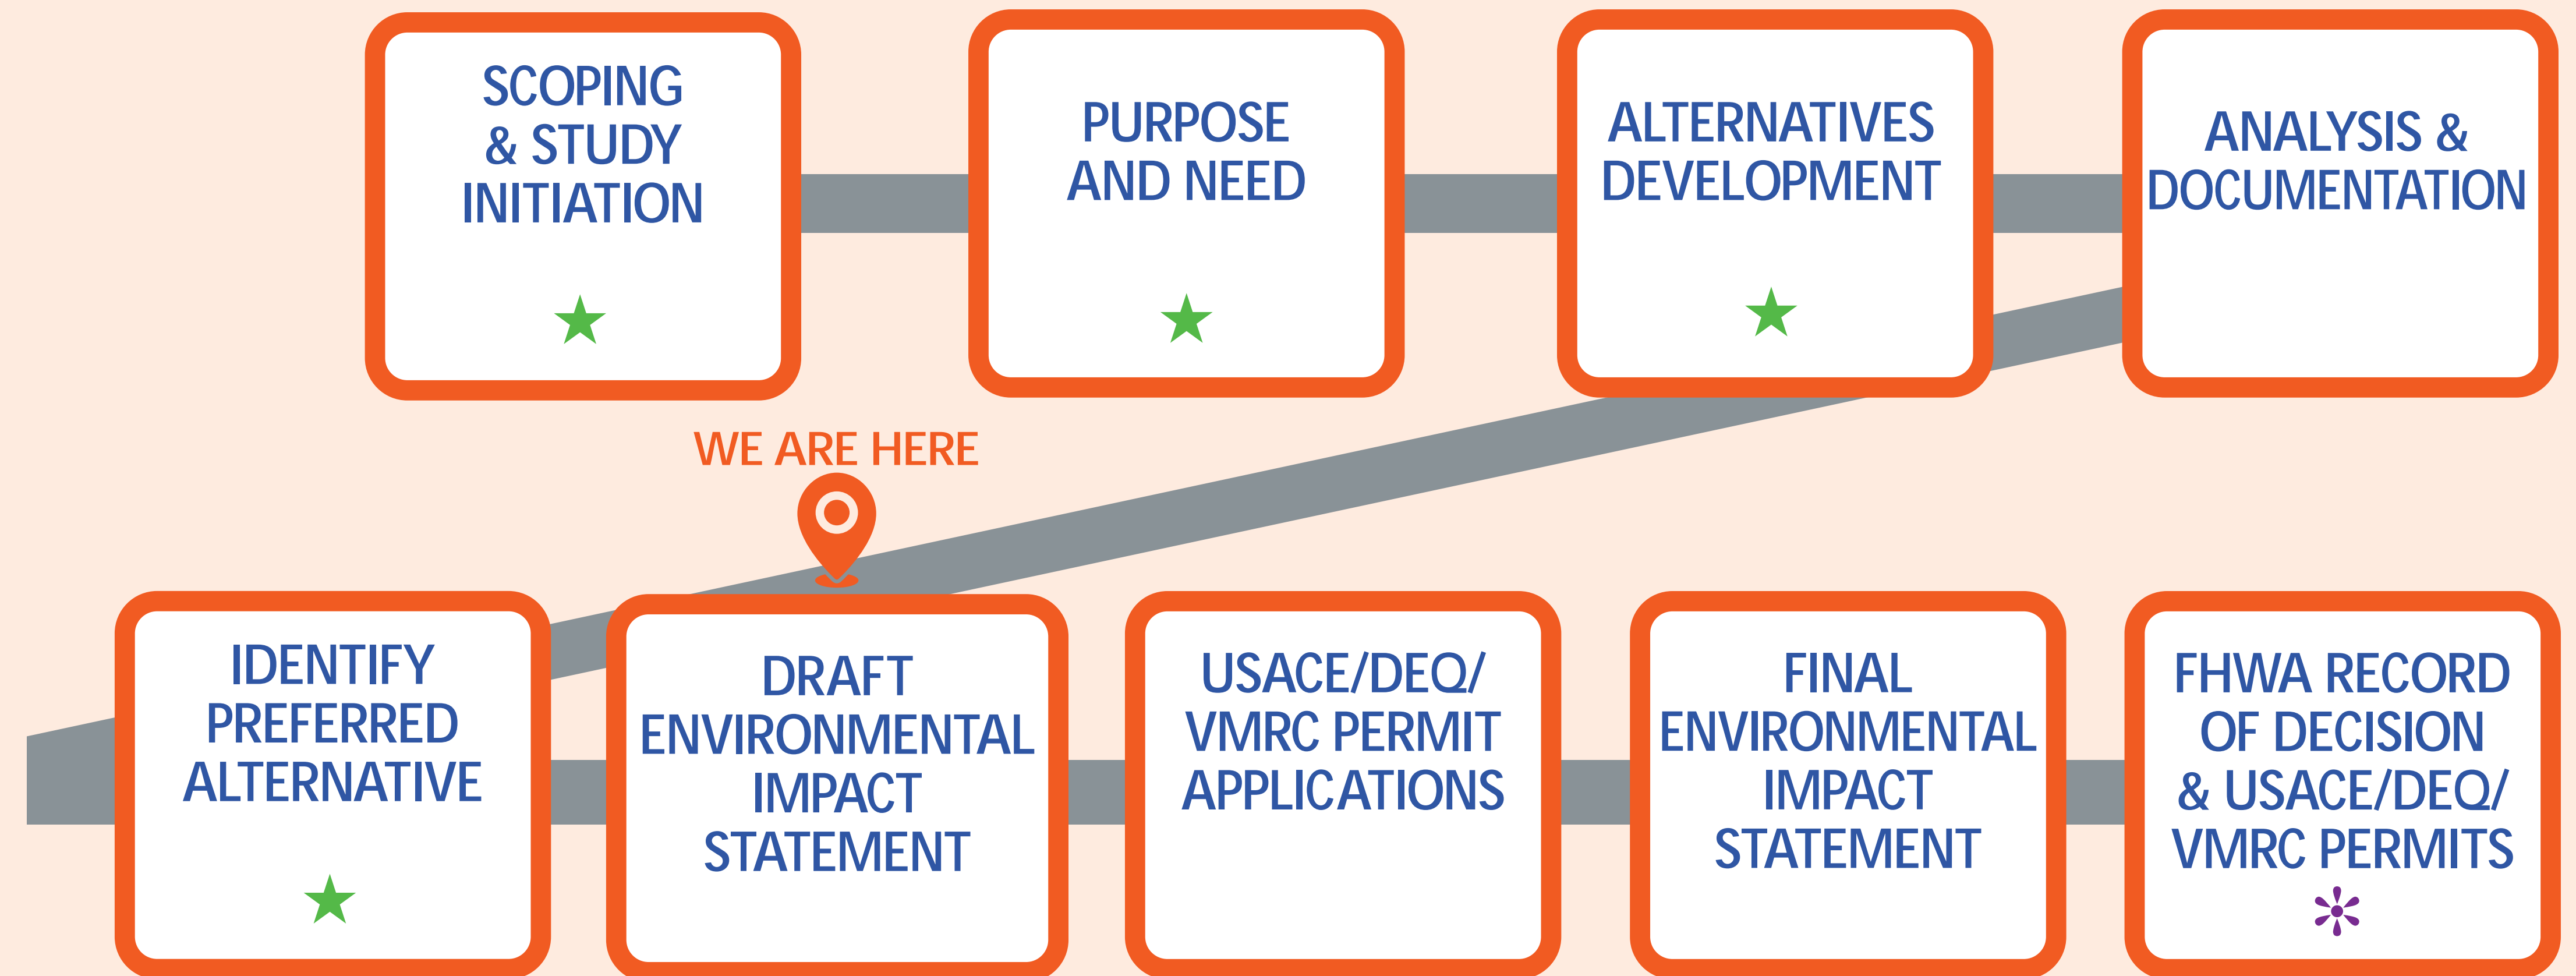 SCOPING
& STUDY
INITIATION
PURPOSE
AND NEED
ALTERNATIVES
DEVELOPMENT
ANALYSIS &
DOCUMENTATION
WE ARE HERE
IDENTIFY
PREFERRED
ALTERNATIVE
DRAFT
ENVIRONMENTAL
IMPACT
STATEMENT
USACE/DEQ/
VMRC PERMIT
APPLICATIONS
FINAL
ENVIRONMENTAL
IMPACT
STATEMENT
FHWA RECORD
OF DECISION
& USACE/DEQ/
VMRC PERMITS